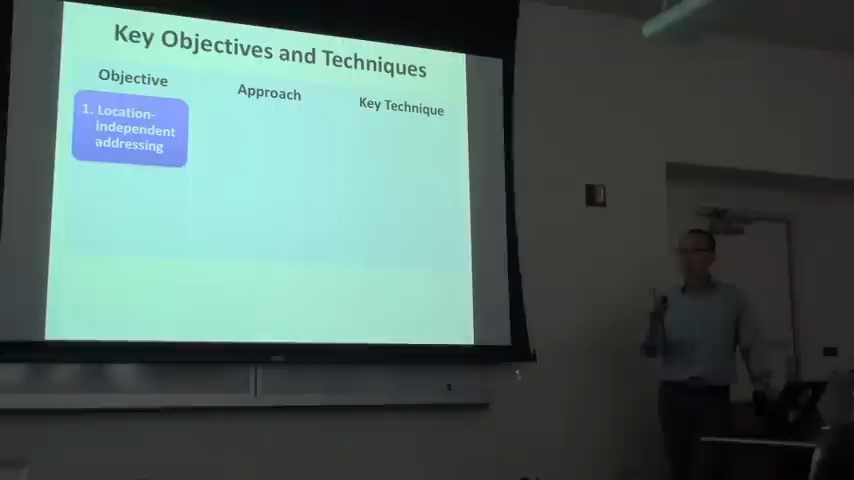 Key Objectives and Techniques
Objective
Approach
Key Technique
1. Location-
independent
addressing